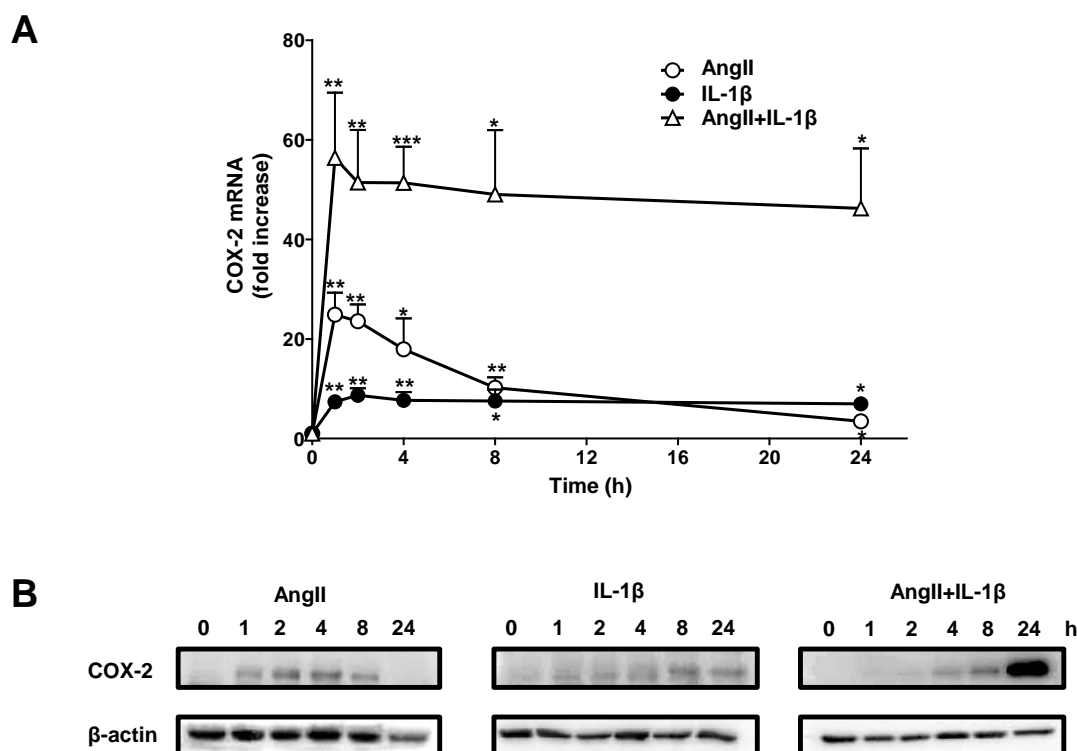 A
80
60
40
20
0
COX-2 mRNA
(fold increase)
AngII
IL-1β
AngII+IL-1β
** ** *** * *
** ** * **
** ** ** * *
*
0 4 8 12 16 20 24
Time (h)
B
AngII IL-1β AngII+IL-1β
0 1 2 4 8 24 0 1 2 4 8 24 0 1 2 4 8 24 h
COX-2
β-actin